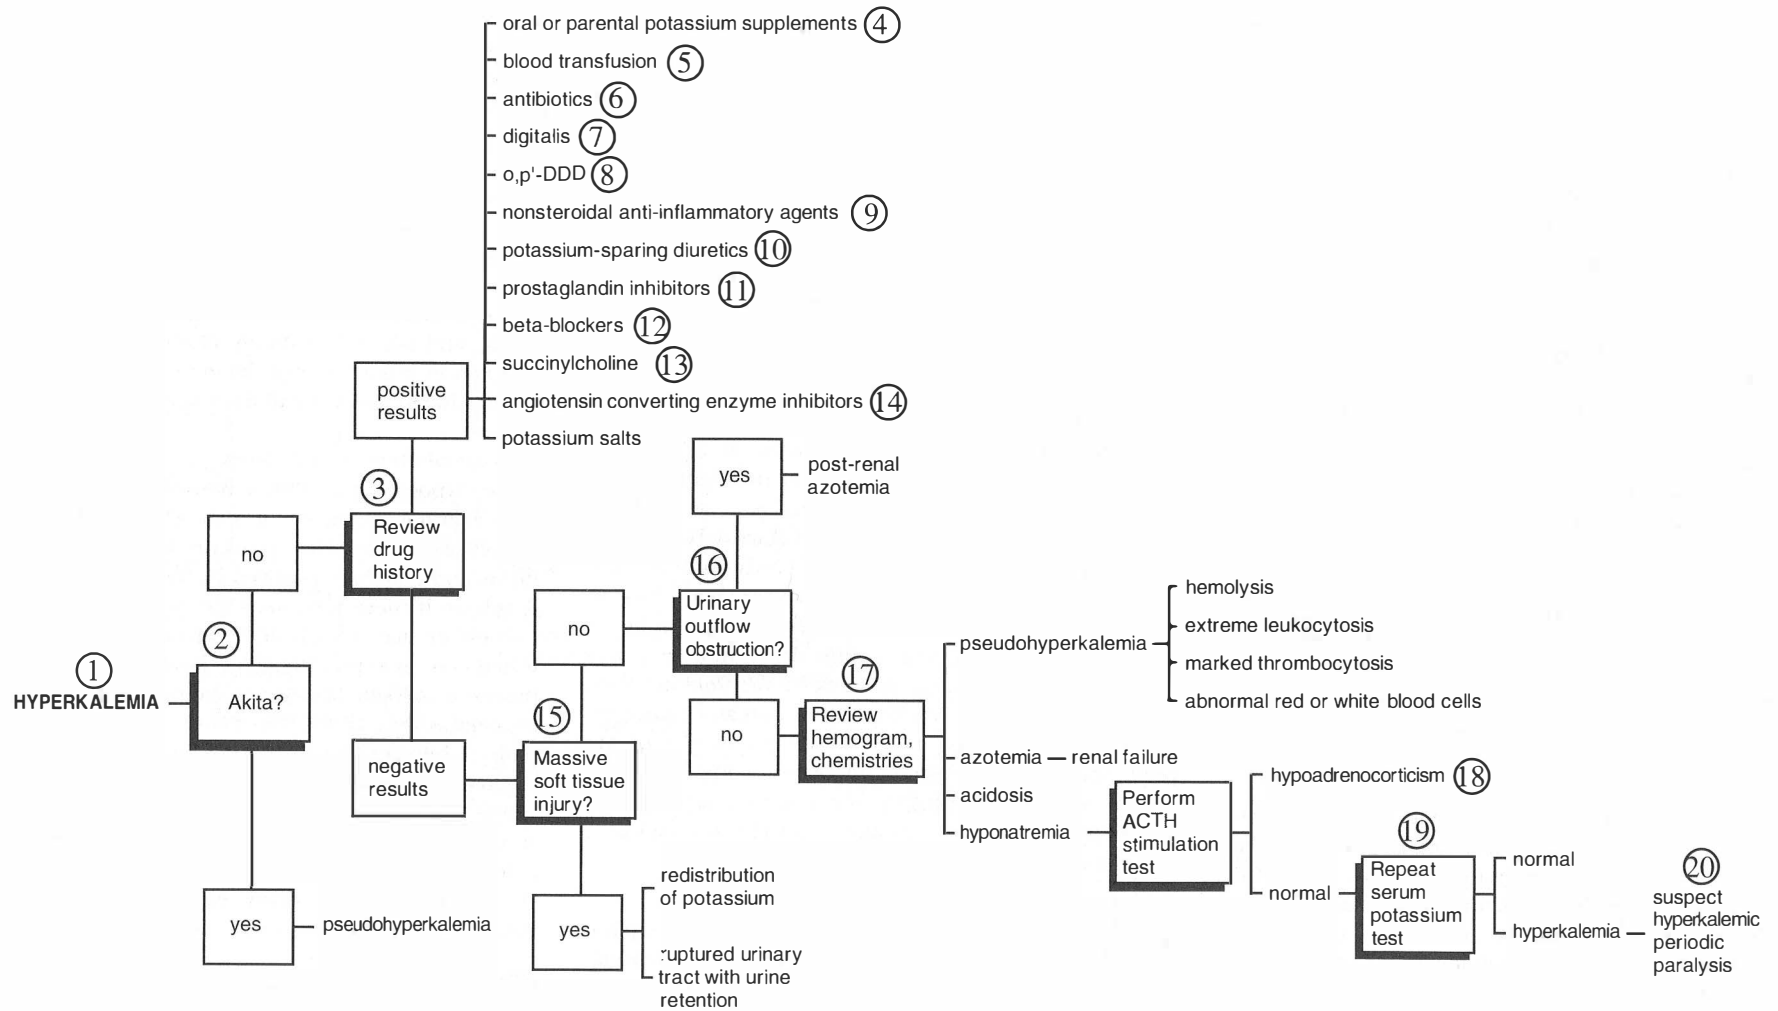 oral or parental potassium supplements 4
blood transfusion 5
antibiotics 6
digitalis 7
o,p'-DDD 8
nonsteroidal anti-inflammatory agents 9
potassium-sparing diuretics 10
prostaglandin inhibitors 11
beta-blockers 12
succinylcholine 13
angiotensin converting enzyme inhibitors 14
potassium salts
positive
results
3
Review
drug
history
no
2
1
HYPERKALEMIA
Akita?
yes
pseudohyperkalemia
negative
results
15
Massive
soft tissue
injury?
yes
redistribution
of potassium
ruptured urinary
tract with urine
retention
no
16
Urinary
outflow
obstruction?
yes
post-renal
azotemia
no
17
Review
hemogram,
chemistries
pseudohyperkalemia
hemolysis
extreme leukocytosis
marked thrombocytosis
abnormal red or white blood cells
azotemia
renal failure
acidosis
hyponatremia
Perform
ACTH
stimulation
test
hypoadrenocorticism 18
normal
19
Repeat
serum
potassium
test
normal
hyperkalemia
20
suspect
hyperkalemic
periodic
paralysis